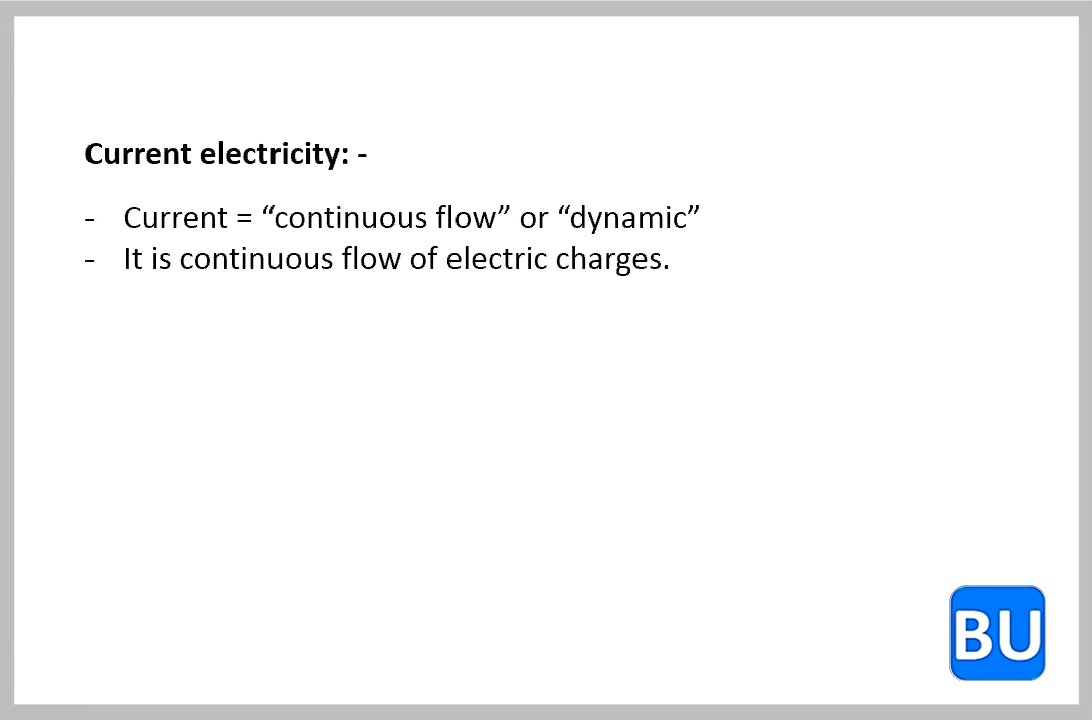 Current electricity: -
- Current = “continuous flow” or “dynamic”
- It is continuous flow of electric charges.
BU